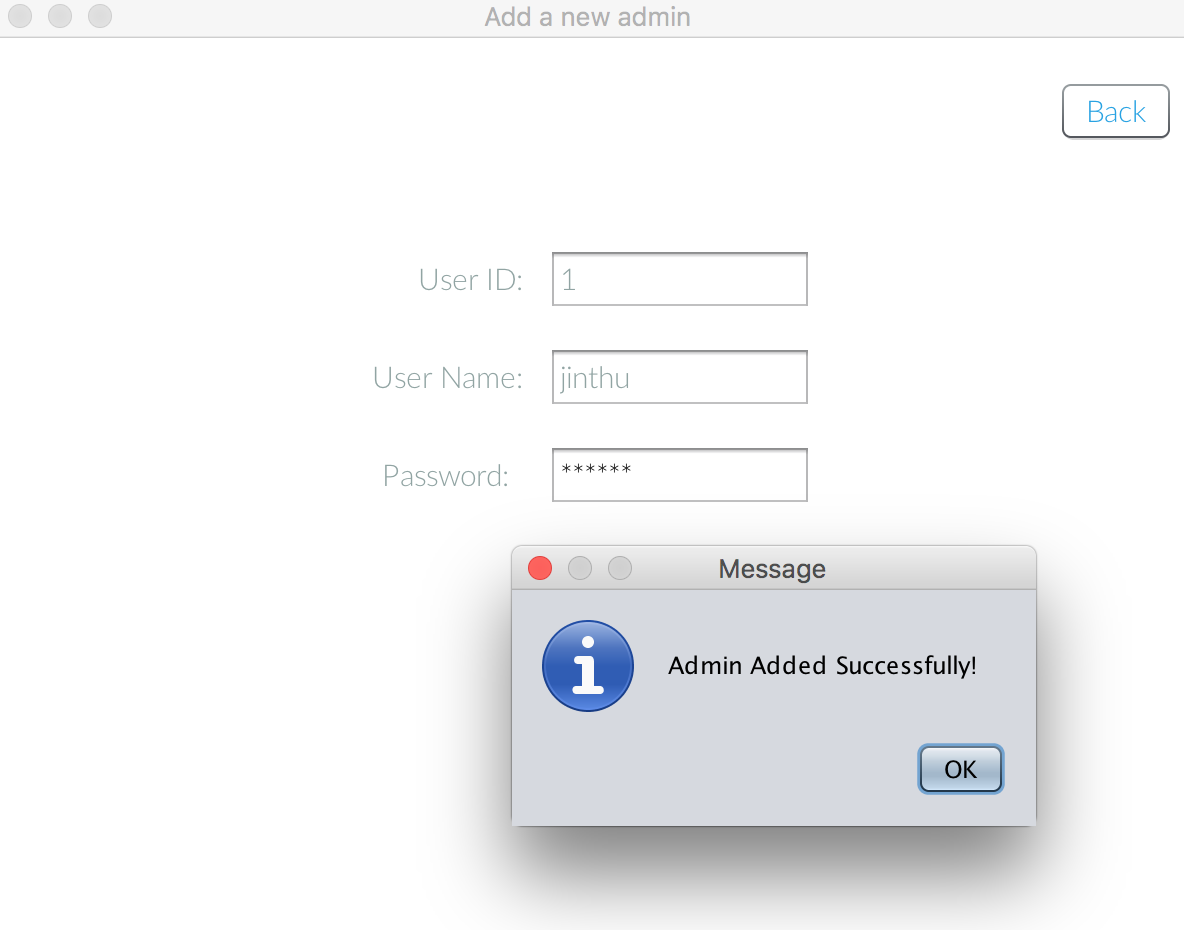 Add a new admin
Back
User ID: 1
User Name: jinthu
Password: ******
Message
Admin Added Successfully!
OK